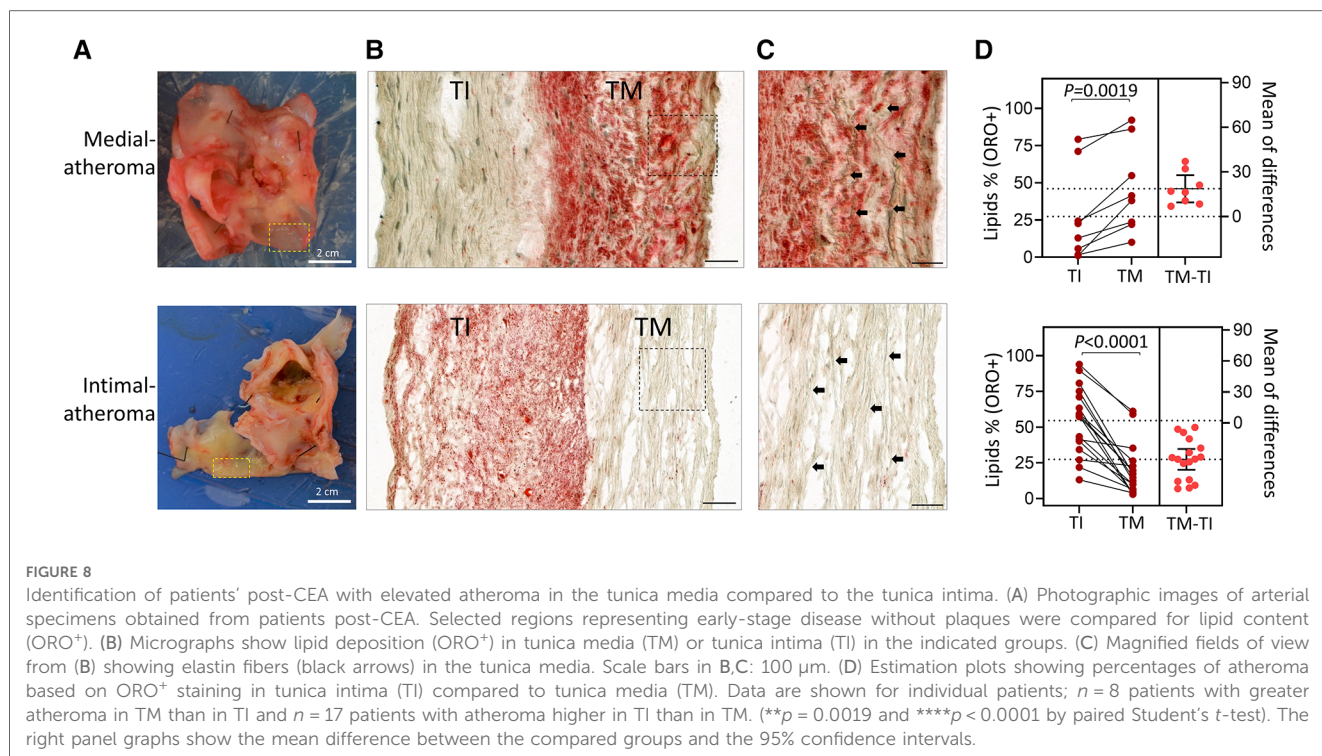 A
B
C
D
Medial-
atheroma
2 cm
TI
TM
P=0.0019
Lipids % (ORO+)
100
75
50
25
0
TI
TM
TM-TI
90
60
30
0
Mean of differences
Intimal-
atheroma
2 cm
TI
TM
P<0.0001
Lipids % (ORO+)
100
75
50
25
0
TI
TM
TM-TI
90
60
30
0
Mean of differences
FIGURE 8
Identification of patients' post-CEA with elevated atheroma in the tunica media compared to the tunica intima. (A) Photographic images of arterial
specimens obtained from patients post-CEA. Selected regions representing early-stage disease without plaques were compared for lipid content
(ORO⁺). (B) Micrographs show lipid deposition (ORO⁺) in tunica media (TM) or tunica intima (TI) in the indicated groups. (C) Magnified fields of view
from (B) showing elastin fibers (black arrows) in the tunica media. Scale bars in B,C: 100 μm. (D) Estimation plots showing percentages of atheroma
based on ORO⁺ staining in tunica intima (TI) compared to tunica media (TM). Data are shown for individual patients; n = 8 patients with greater
atheroma in TM than in TI and n = 17 patients with atheroma higher in TI than in TM. (**p = 0.0019 and ****p < 0.0001 by paired Student's t-test). The
right panel graphs show the mean difference between the compared groups and the 95% confidence intervals.